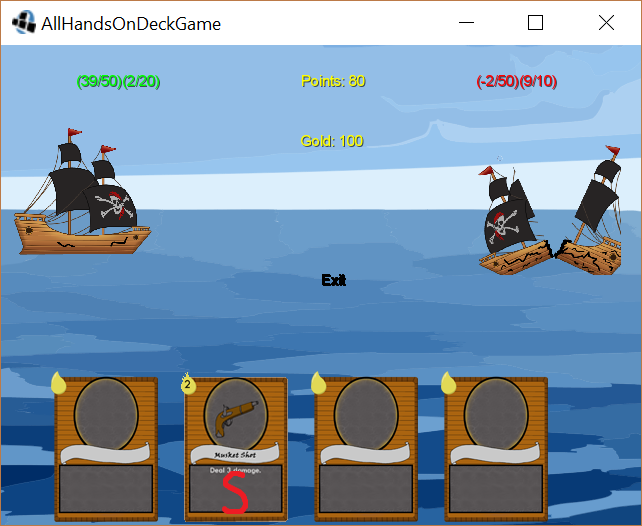 AllHandsOnDeckGame
(39/50)(2/20)
Points: 80
(-2/50)(9/10)
Gold: 100
Exit
2
Musket Shot
Deal 3 damage.
S